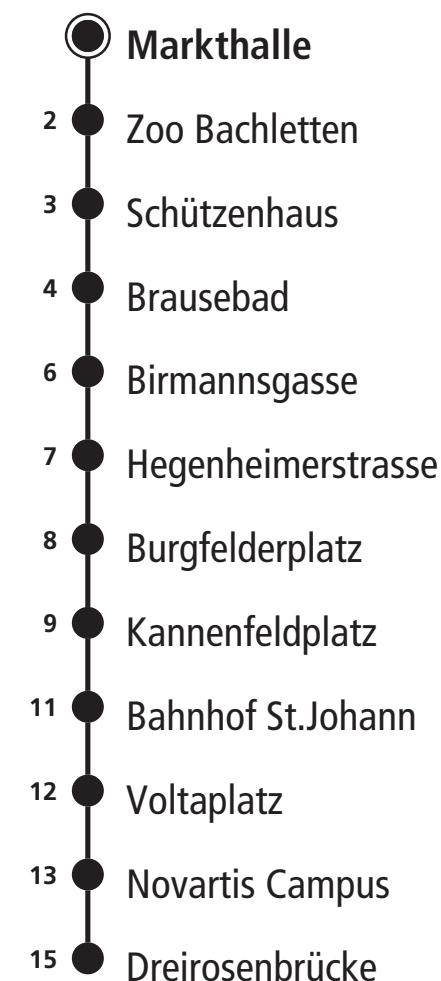 Markthalle
2 Zoo Bachletten
3 Schützenhaus
4 Brausebad
6 Birmannsgasse
7 Hegenheimerstrasse
8 Burgfelderplatz
9 Kannenfeldplatz
11 Bahnhof St.Johann
12 Voltaplatz
13 Novartis Campus
15 Dreirosenbrücke